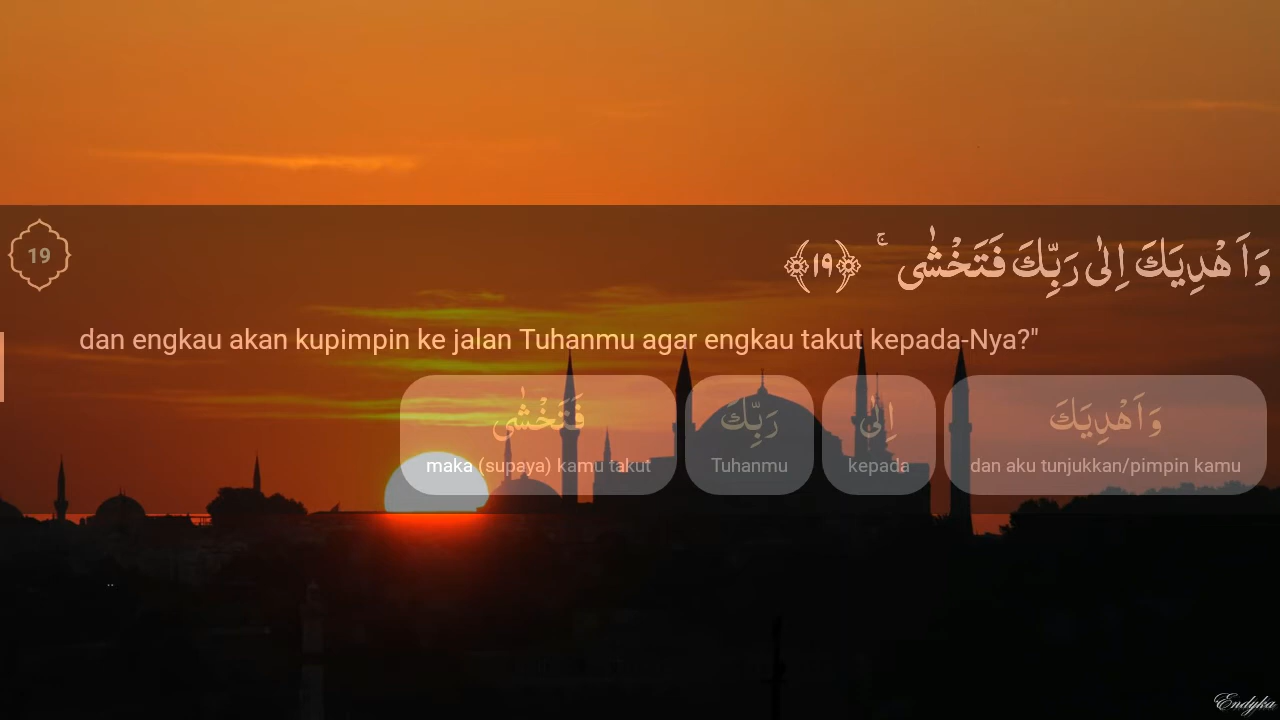 19
وَاَ هْدِيَكَ اِلٰى رَبِّكَ فَتَخْشٰى ۚ ﴿١٩﴾
dan engkau akan kupimpin ke jalan Tuhanmu agar engkau takut kepada-Nya?"
وَاَهْدِيَكَ
dan aku tunjukkan/pimpin kamu
اِلٰى
kepada
رَبِّكَ
Tuhanmu
فَتَخْشٰى
maka (supaya) kamu takut
Endyka